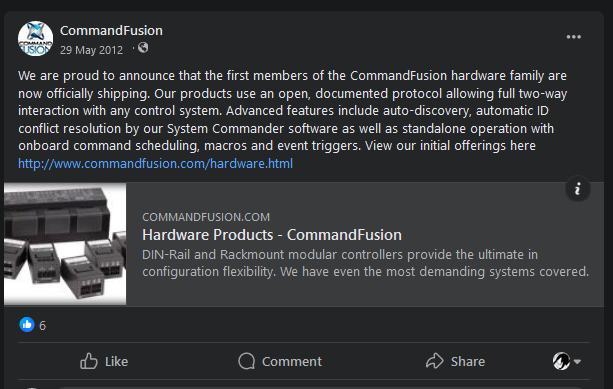 CommandFusion
29 May 2012 ·
We are proud to announce that the first members of the CommandFusion hardware family are
now officially shipping. Our products use an open, documented protocol allowing full two-way
interaction with any control system. Advanced features include auto-discovery, automatic ID
conflict resolution by our System Commander software as well as standalone operation with
onboard command scheduling, macros and event triggers. View our initial offerings here
http://www.commandfusion.com/hardware.html
COMMANDFUSION.COM
Hardware Products - CommandFusion
DIN-Rail and Rackmount modular controllers provide the ultimate in
configuration flexibility. We have even the most demanding systems covered.
6
Like
Comment
Share